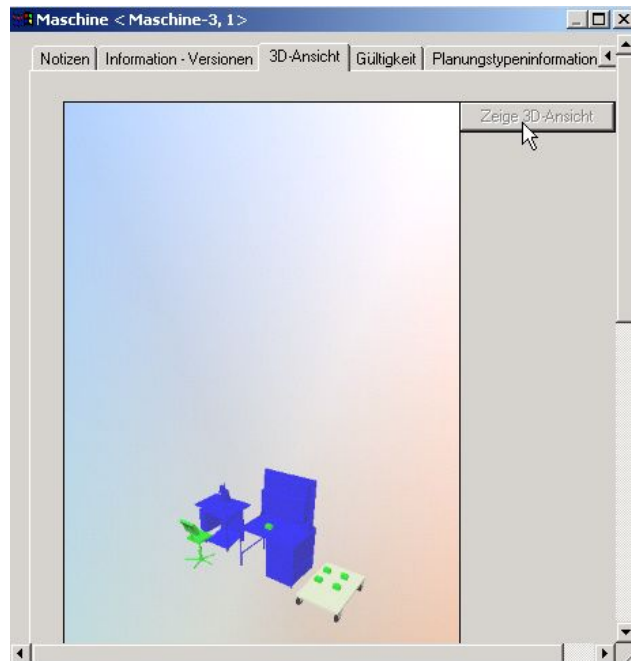 Maschine < Maschine-3, 1>
Notizen Information - Versionen 3D-Ansicht Gültigkeit Planungstypeninformation
Zeige 3D-Ansicht